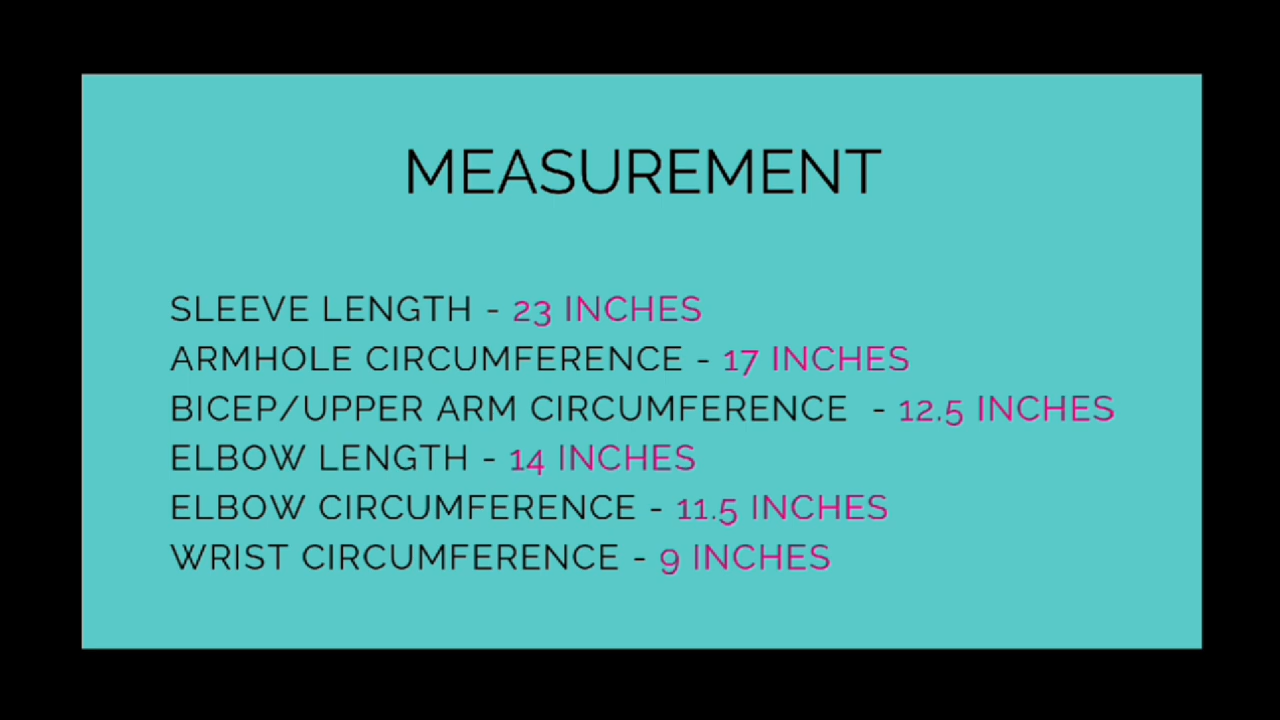 MEASUREMENT
SLEEVE LENGTH - 23 INCHES
ARMHOLE CIRCUMFERENCE - 17 INCHES
BICEP/UPPER ARM CIRCUMFERENCE - 12.5 INCHES
ELBOW LENGTH - 14 INCHES
ELBOW CIRCUMFERENCE - 11.5 INCHES
WRIST CIRCUMFERENCE - 9 INCHES